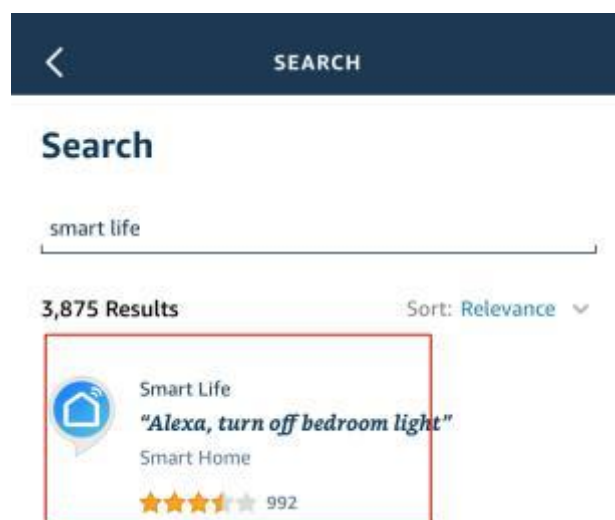 SEARCH
Search
smart life
3,875 Results Sort: Relevance
Smart Life
“Alexa, turn off bedroom light”
Smart Home
992